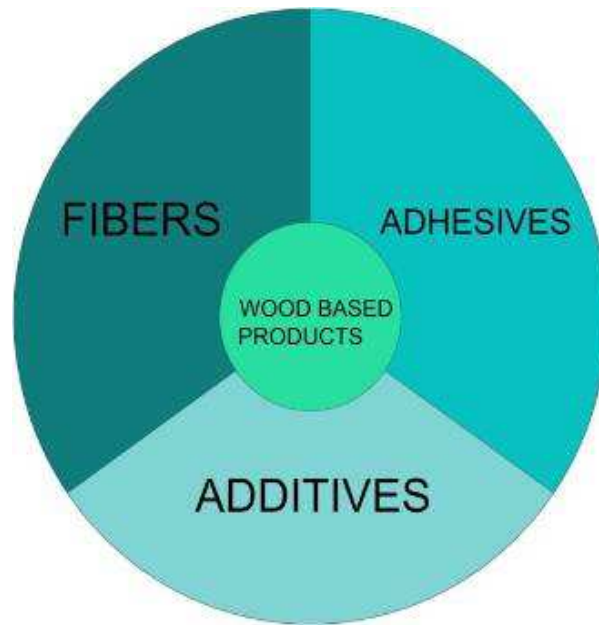 FIBERS
ADHESIVES
WOOD BASED
PRODUCTS
ADDITIVES